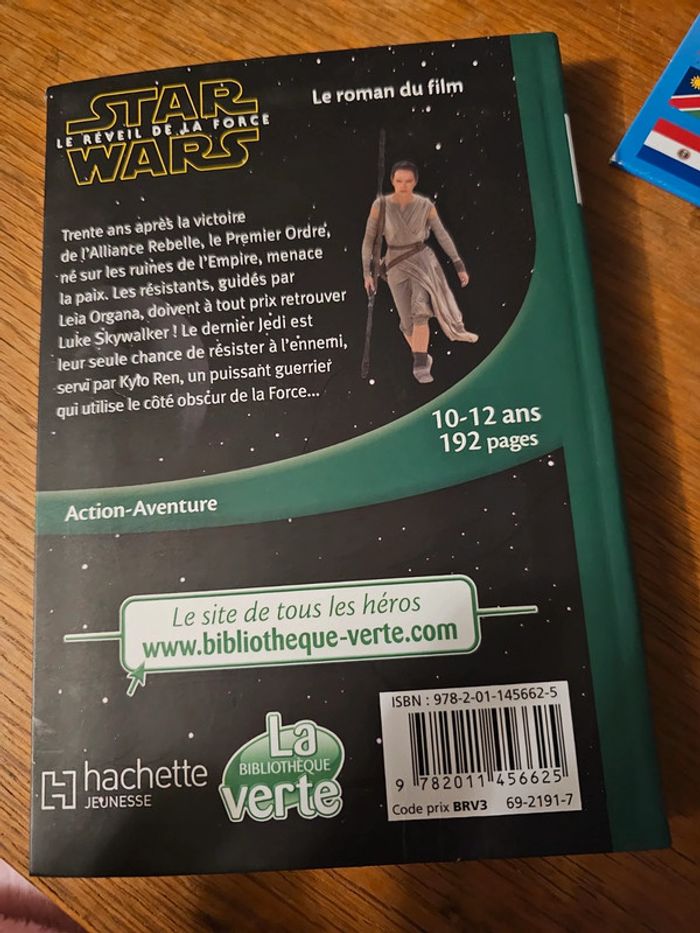 STAR
LE RÉVEIL DE LA FORCE
WARS
Le roman du film
Trente ans après la victoire
de l'Alliance Rebelle, le Premier Ordre,
né sur les ruines de l'Empire, menace
la paix. Les résistants, guidés par
Leia Organa, doivent à tout prix retrouver
Luke Skywalker ! Le dernier Jedi est
leur seule chance de résister à l'ennemi,
servi par Kylo Ren, un puissant guerrier
qui utilise le côté obscur de la Force...
10-12 ans
192 pages
Action-Aventure
Le site de tous les héros
www.bibliotheque-verte.com
hachette
JEUNESSE
La
BIBLIOTHÈQUE
verte
ISBN : 978-2-01-145662-5
9 782011 456625
Code prix BRV3 69-2191-7